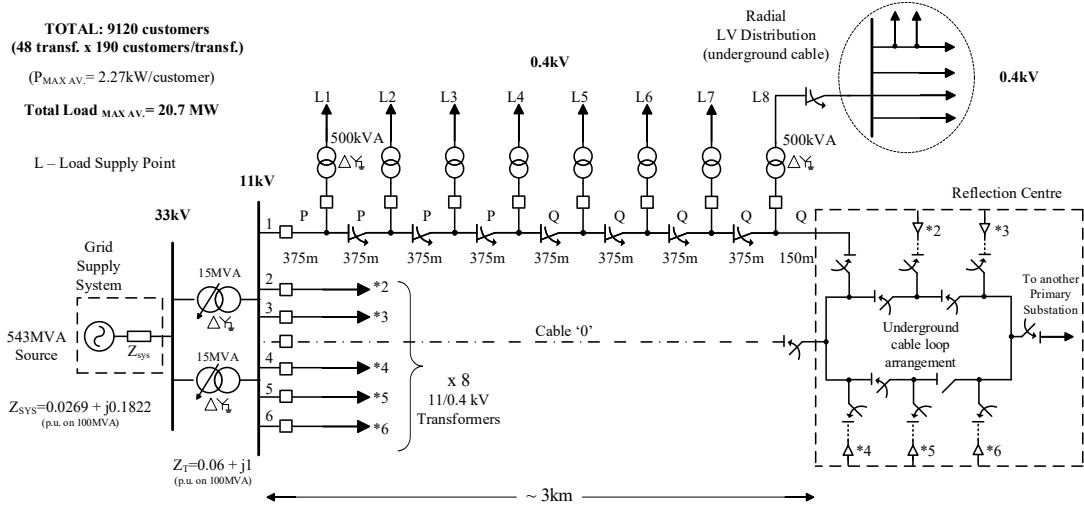 TOTAL: 9120 customers
(48 transf. x 190 customers/transf.)
(P MAX AV.= 2.27kW/customer)
Total Load MAX AV.= 20.7 MW
L – Load Supply Point
0.4kV
Radial
LV Distribution
(underground cable)
0.4kV
L1 L2 L3 L4 L5 L6 L7 L8
500kVA
500kVA
11kV
33kV
P P P P Q Q Q Q Q
1
375m 375m 375m 375m 375m 375m 375m 375m 150m
Reflection Centre
*2 *3
Grid
Supply
System
543MVA
Source
Zsys
ZSYS=0.0269 + j0.1822
(p.u. on 100MVA)
15MVA
15MVA
ZT=0.06 + j1
(p.u. on 100MVA)
2 *2
3 *3
Cable ‘0’
4 *4
5 *5
6 *6
x 8
11/0.4 kV
Transformers
To another
Primary
Substation
Underground
cable loop
arrangement
*4 *5 *6
~ 3km